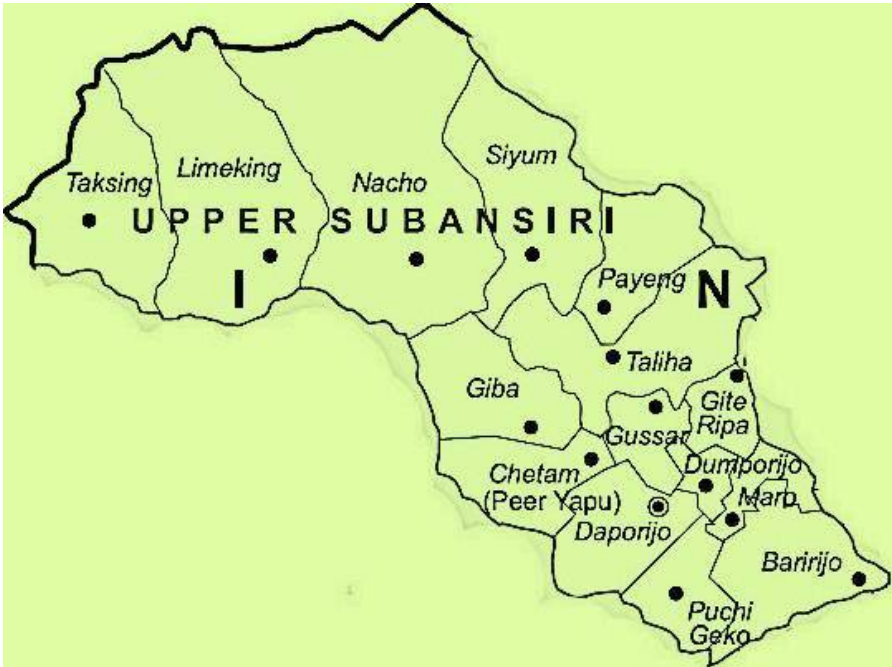 Siyum
Limeking
Taksing
Nacho
UPPER SUBANSIRI
I
N
Payeng
Taliha
Giba
Gite
Ripa
Gussar
Dumporijo
Chetam
(Peer Yapu)
Maro
Daporijo
Baririjo
Puchi
Geko